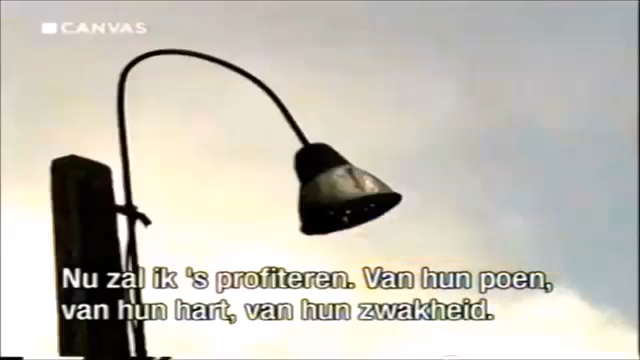 CANVAS
Nu zal ik 's profiteren. Van hun poen,
van hun hart, van hun zwakheid.